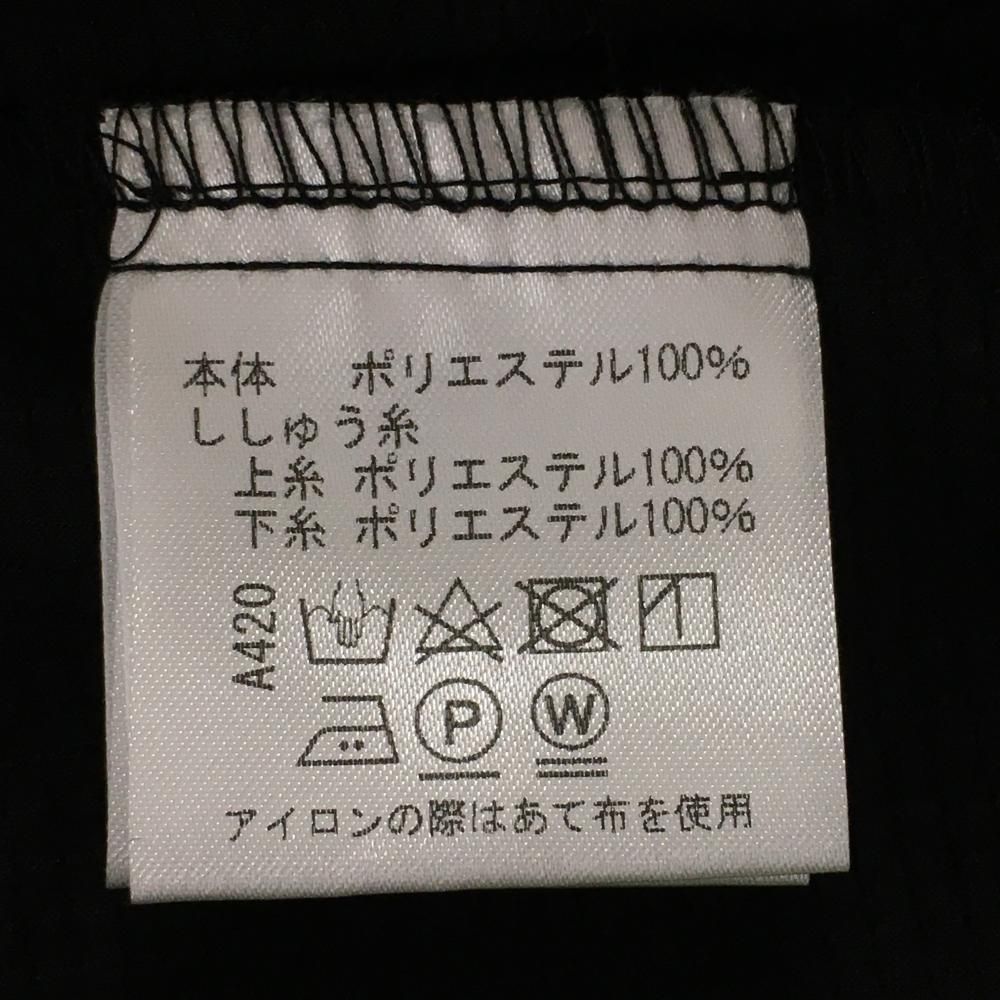 本体 ポリエステル100%
ししゅう糸
上糸 ポリエステル100%
下糸 ポリエステル100%
A420
P W
アイロンの際はあて布を使用